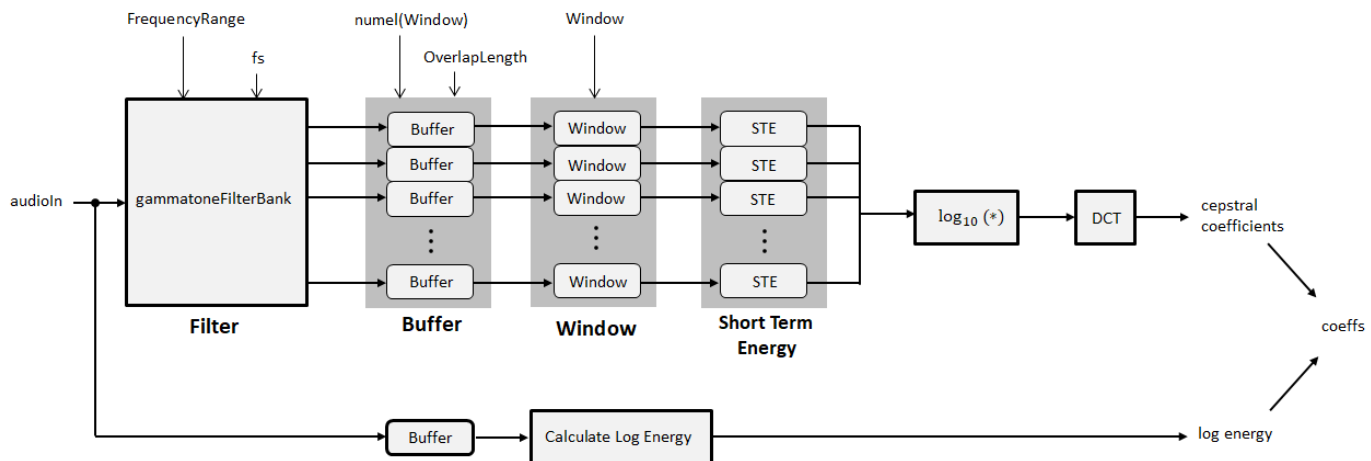 FrequencyRange
numel(Window)
Window
fs
OverlapLength
Buffer
Window
STE
Buffer
Window
STE
audioIn
gammatoneFilterBank
Buffer
Window
STE
log₁₀ (*)
DCT
cepstral
coefficients
⋮
⋮
⋮
Buffer
Window
STE
Filter
Buffer
Window
Short Term
Energy
coeffs
Buffer
Calculate Log Energy
log energy